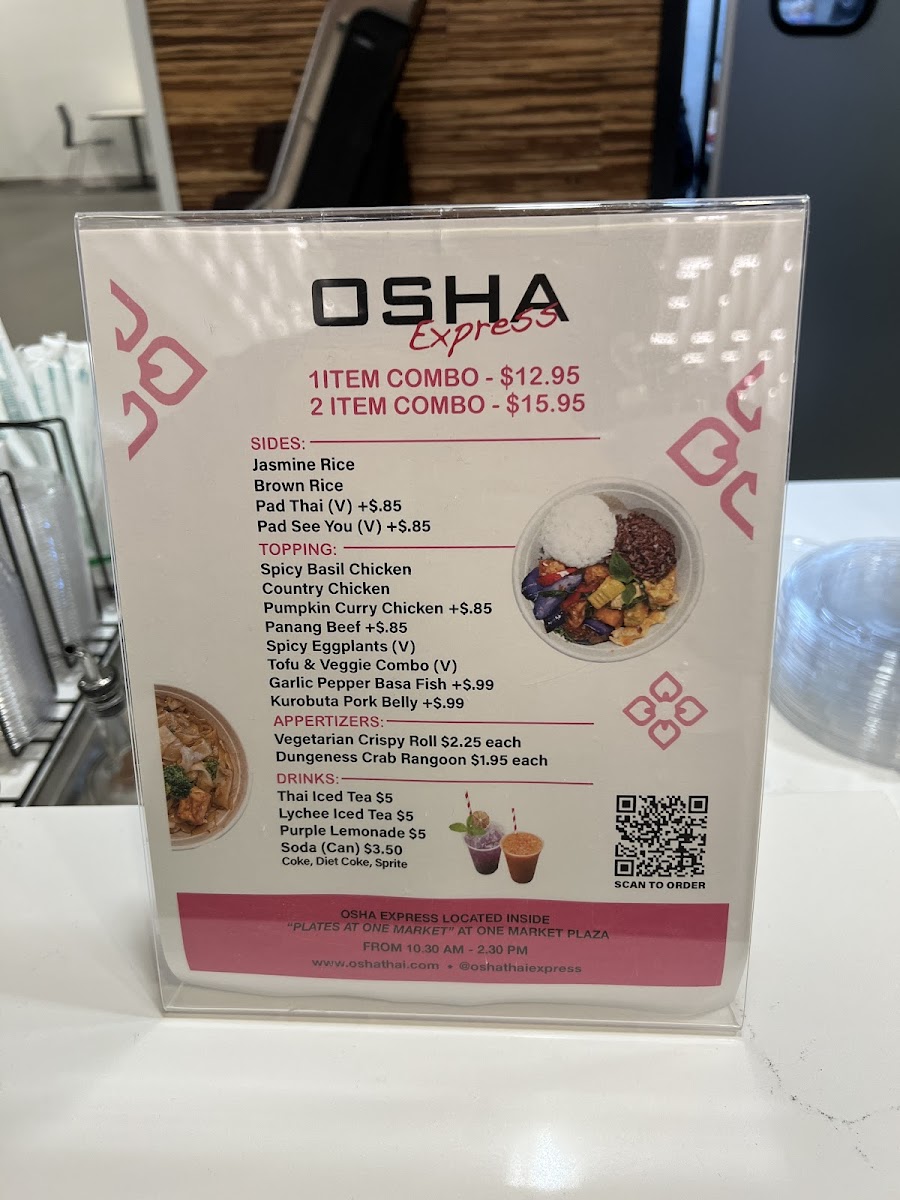 OSHA
Express
1ITEM COMBO - $12.95
2 ITEM COMBO - $15.95
SIDES:
Jasmine Rice
Brown Rice
Pad Thai (V) +$.85
Pad See You (V) +$.85
TOPPING:
Spicy Basil Chicken
Country Chicken
Pumpkin Curry Chicken +$.85
Panang Beef +$.85
Spicy Eggplants (V)
Tofu & Veggie Combo (V)
Garlic Pepper Basa Fish +$.99
Kurobuta Pork Belly +$.99
APPERTIZERS:
Vegetarian Crispy Roll $2.25 each
Dungeness Crab Rangoon $1.95 each
DRINKS:
Thai Iced Tea $5
Lychee Iced Tea $5
Purple Lemonade $5
Soda (Can) $3.50
Coke, Diet Coke, Sprite
SCAN TO ORDER
OSHA EXPRESS LOCATED INSIDE
"PLATES AT ONE MARKET" AT ONE MARKET PLAZA
FROM 10.30 AM - 2.30 PM
www.oshathai.com • @oshathaiexpress